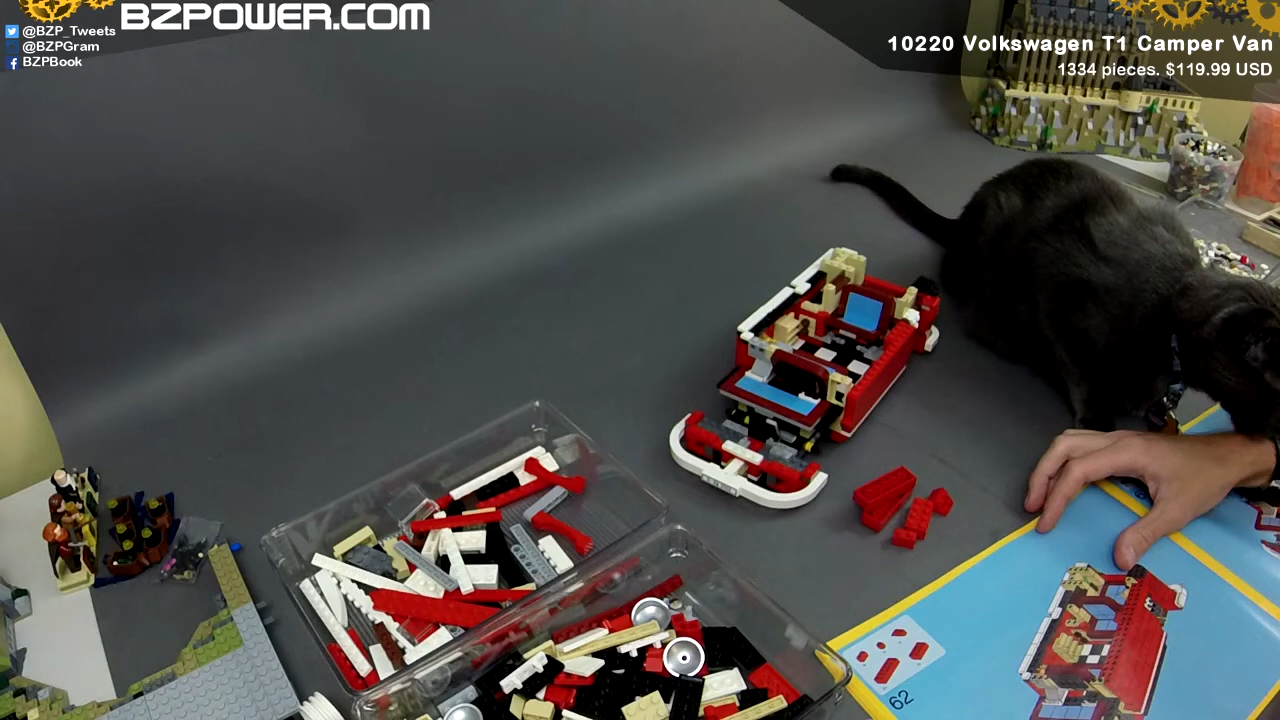 BZPOWER.COM
@BZP_Tweets
@BZPGram
BZPBook
10220 Volkswagen T1 Camper Van
1334 pieces. $119.99 USD
62